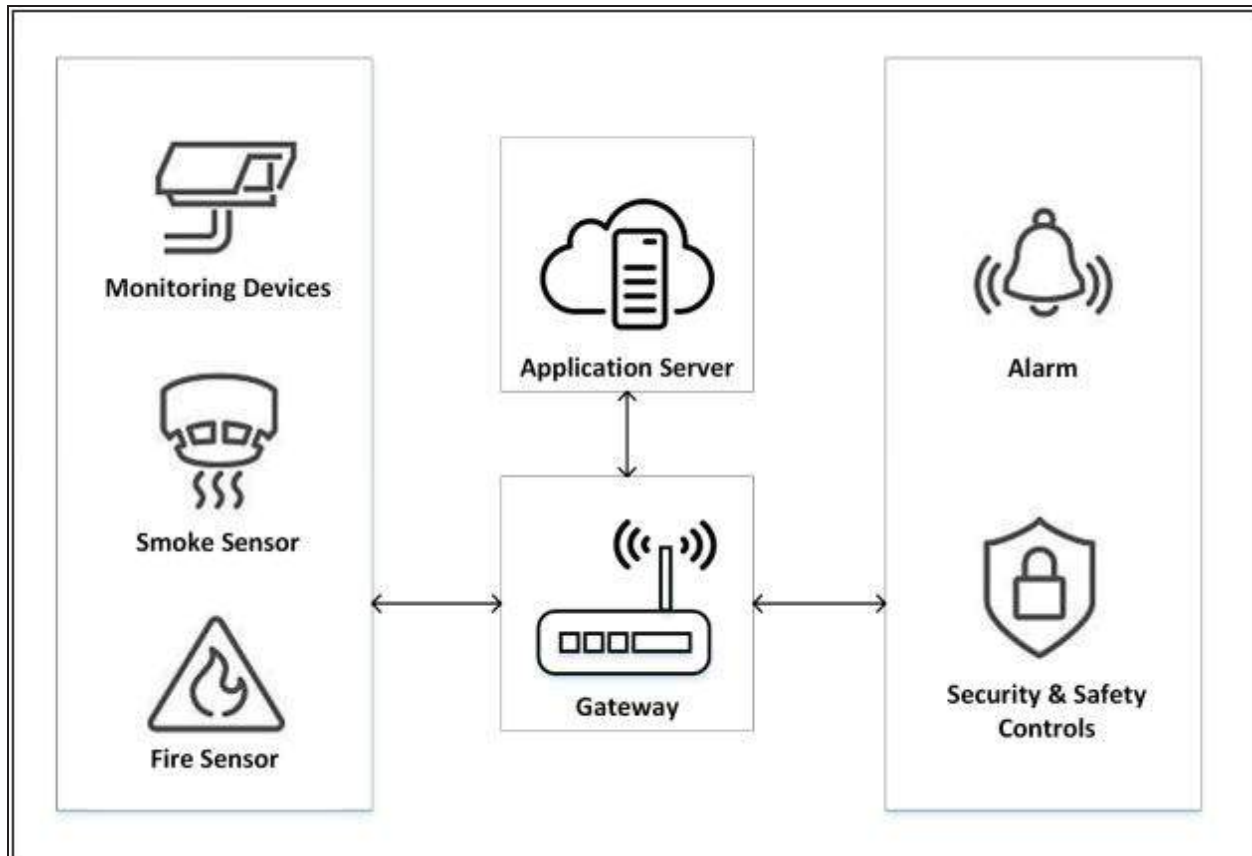 Monitoring Devices
Smoke Sensor
Fire Sensor
Application Server
Gateway
Alarm
Security & Safety
Controls